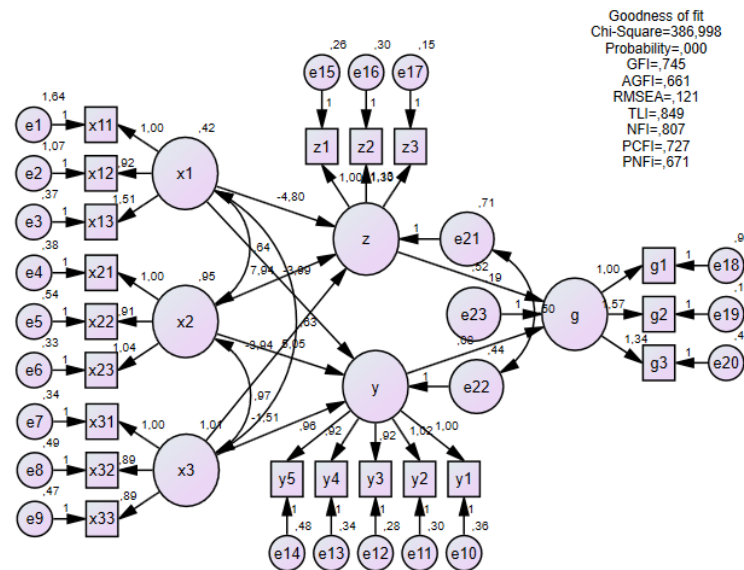 Goodness of fit
Chi-Square=386,998
Probability=,000
GFI=,745
AGFI=,661
RMSEA=,121
TLI=,849
NFI=,807
PCFI=,727
PNFi=,671
,26 ,30 ,15
e15 e16 e17
1 1 1
z1 z2 z3
1,00 1,30
1,64
e1 1 x11 1,00 ,42
1,07
e2 1 x12 ,92 x1
,37
e3 1 x13 1,51
-4,80
,64
z
,71
1 e21
,38
e4 1 x21 1,00 ,95
,54
e5 1 x22 ,91 x2
,33
e6 1 x23 1,04
7,94 -3,89
,63
-3,94 5,05
,97
,52
,19
e23 1 ,50 g
,68 ,44
1,00 g1 1 e18
1,57 g2 1 e19
1,34 g3 1 e20
y 1 e22
,34
e7 1 x31 1,00 1,01
,49
e8 1 x32 ,89 x3
,47
e9 1 x33 ,89
-1,51
,96 ,92 ,92 1,02 1,00
y5 y4 y3 y2 y1
1 1 1 1 1
,48 ,34 ,28 ,30 ,36
e14 e13 e12 e11 e10